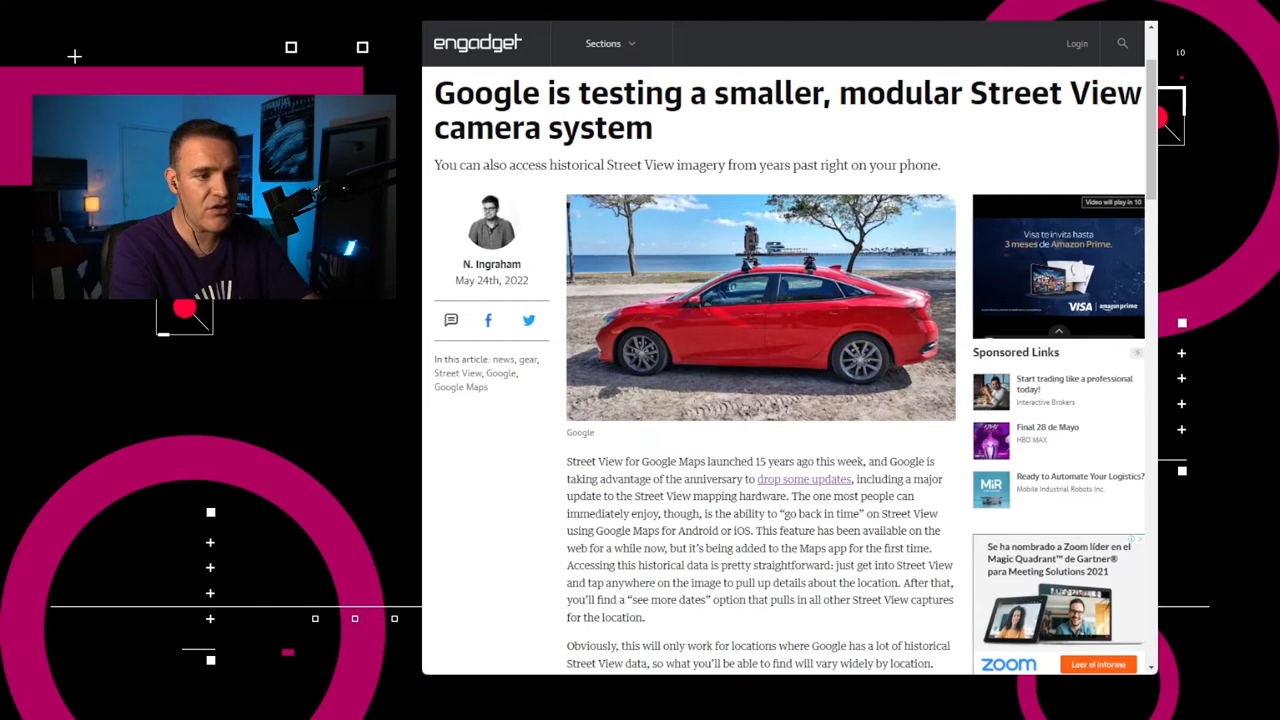 engadget
Sections
Login
10
Google is testing a smaller, modular Street View
camera system
You can also access historical Street View imagery from years past right on your phone.
N. Ingraham
May 24th, 2022
In this article: news, gear,
Street View, Google,
Google Maps
Google
Street View for Google Maps launched 15 years ago this week, and Google is
taking advantage of the anniversary to drop some updates, including a major
update to the Street View mapping hardware. The one most people can
immediately enjoy, though, is the ability to “go back in time” on Street View
using Google Maps for Android or iOS. This feature has been available on the
web for a while now, but it’s being added to the Maps app for the first time.
Accessing this historical data is pretty straightforward: just get into Street View
and tap anywhere on the image to pull up details about the location. After that,
you’ll find a “see more dates” option that pulls in all other Street View captures
for the location.
Obviously, this will only work for locations where Google has a lot of historical
Street View data, so what you’ll be able to find will vary widely by location.
Video will play in 10
Visa te invita hasta
3 meses de Amazon Prime.
VISA amazon prime
Sponsored Links
Start trading like a professional
today!
Interactive Brokers
Final 28 de Mayo
HBO MAX
Ready to Automate Your Logistics?
Mobile Industrial Robots Inc.
MiR
Se ha nombrado a Zoom líder en el
Magic Quadrant™ de Gartner®
para Meeting Solutions 2021
zoom
Leer el informe